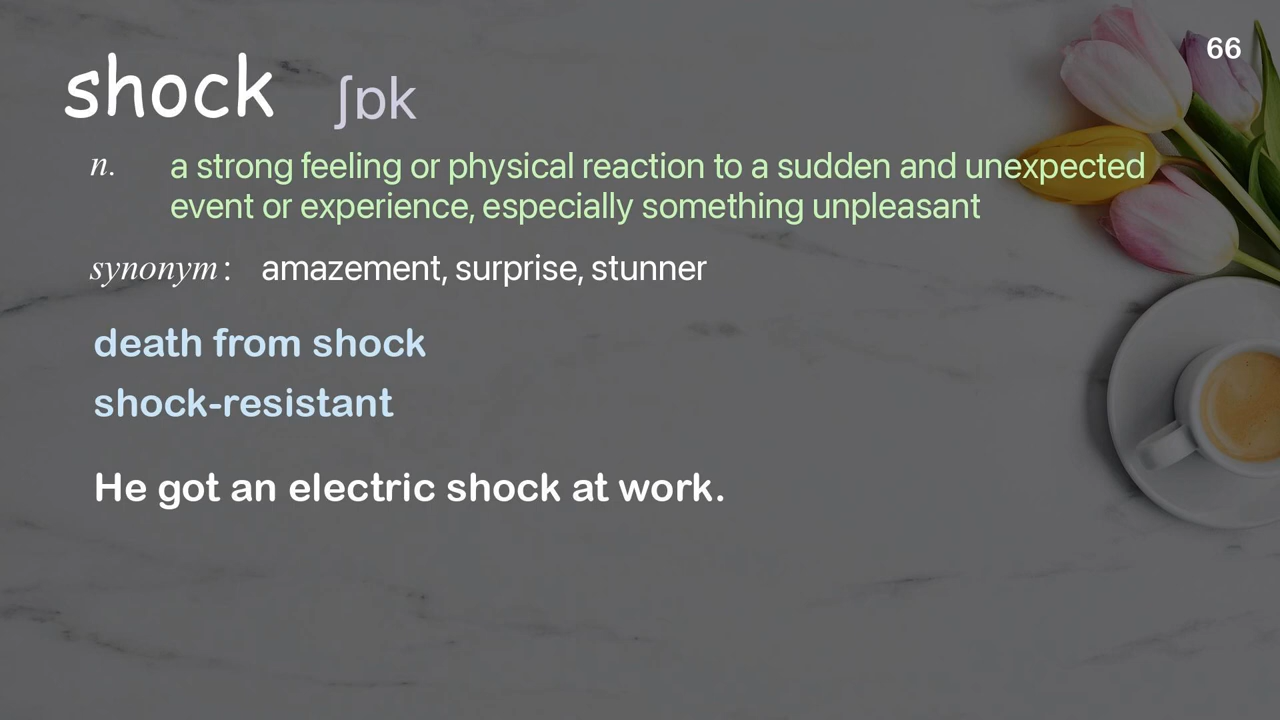 66
shock ʃɒk
n. a strong feeling or physical reaction to a sudden and unexpected
event or experience, especially something unpleasant
synonym: amazement, surprise, stunner
death from shock
shock-resistant
He got an electric shock at work.